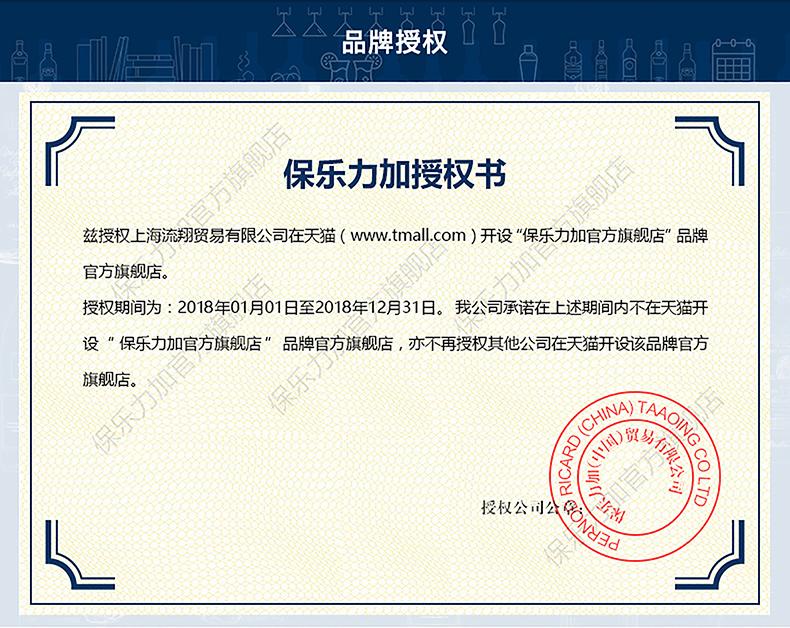 品牌授权
保乐力加授权书
兹授权上海流翔贸易有限公司在天猫（www.tmall.com）开设“保乐力加官方旗舰店”品牌
官方旗舰店。
授权期间为：2018年01月01日至2018年12月31日。 我公司承诺在上述期间内不在天猫开
设“保乐力加官方旗舰店” 品牌官方旗舰店，亦不再授权其他公司在天猫开设该品牌官方
旗舰店。
授权公司公章：
PERNOD RICARD (CHINA) TAAOING CO LTD
保乐力加(中国)贸易有限公司
保乐力加官方旗舰店
保乐力加官方旗舰店
保乐力加官方旗舰店
保乐力加官方旗舰店
保乐力加官方旗舰店